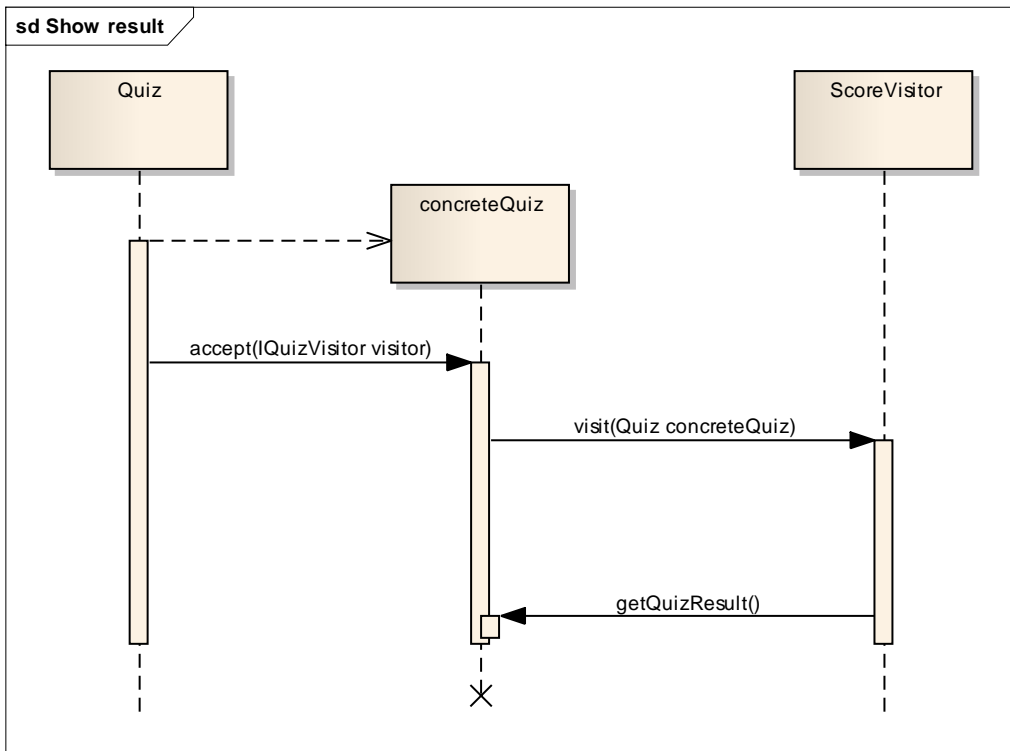 sd Show result
Quiz
ScoreVisitor
concreteQuiz
accept(IQuizVisitor visitor)
visit(Quiz concreteQuiz)
getQuizResult()